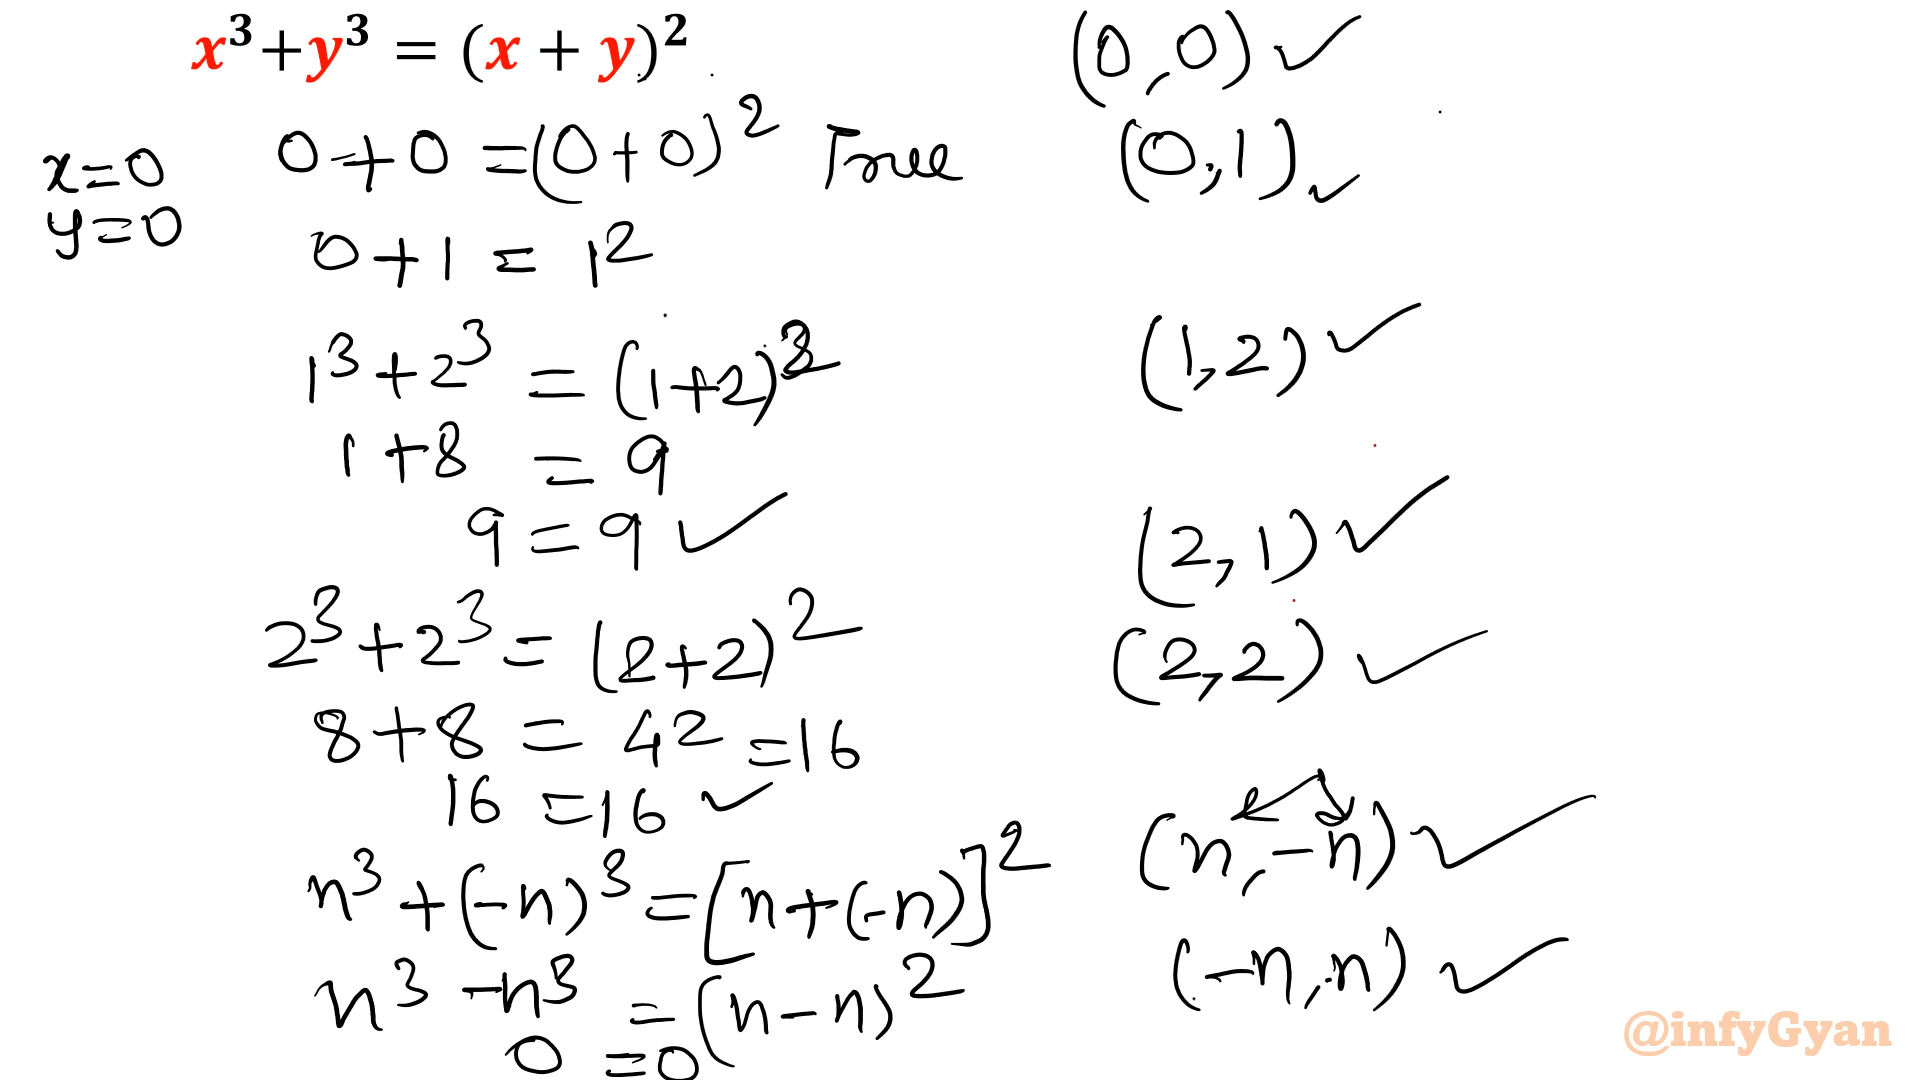 x³+y³ = (x + y)²
(0,0) ✓
x=0
y=0
0+0 =(0+0)² True
(0,1) ✓
0+1 = 1²
1³+2³ = (1+2)²
(1,2) ✓
1+8 = 9
9 = 9 ✓
(2,1) ✓
2³+2³ = (2+2)²
(2,2) ✓
8+8 = 4² =16
16 =16 ✓
n³+(-n)³ =[n+(-n)]²
(n,-n) ✓
n³ -n³ =(n-n)²
(-n,n) ✓
0 =0
@infyGyan